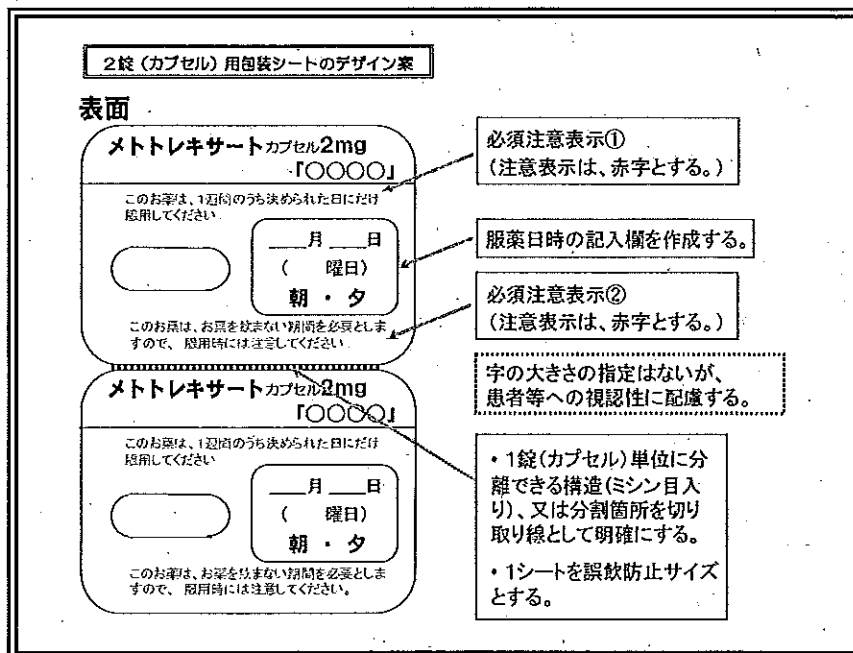 2錠(カプセル)用包装シートのデザイン案
表面
メトトレキサートカプセル2mg
「〇〇〇〇」
このお薬は、1週間のうち決められた日にだけ
服用してください
＿＿月＿＿日
(　　曜日)
朝・夕
このお薬は、お薬を飲まない期間を必要としま
すので、服用時には注意してください
メトトレキサートカプセル2mg
「〇〇〇〇」
このお薬は、1週間のうち決められた日にだけ
服用してください
＿＿月＿＿日
(　　曜日)
朝・夕
このお薬は、お薬を飲まない期間を必要としま
すので、服用時には注意してください。
必須注意表示①
(注意表示は、赤字とする。)
服薬日時の記入欄を作成する。
必須注意表示②
(注意表示は、赤字とする。)
字の大きさの指定はないが、
患者等への視認性に配慮する。
・1錠(カプセル)単位に分
離できる構造(ミシン目入
り)、又は分割箇所を切り
取り線として明確にする。
・1シートを誤飲防止サイズ
とする。